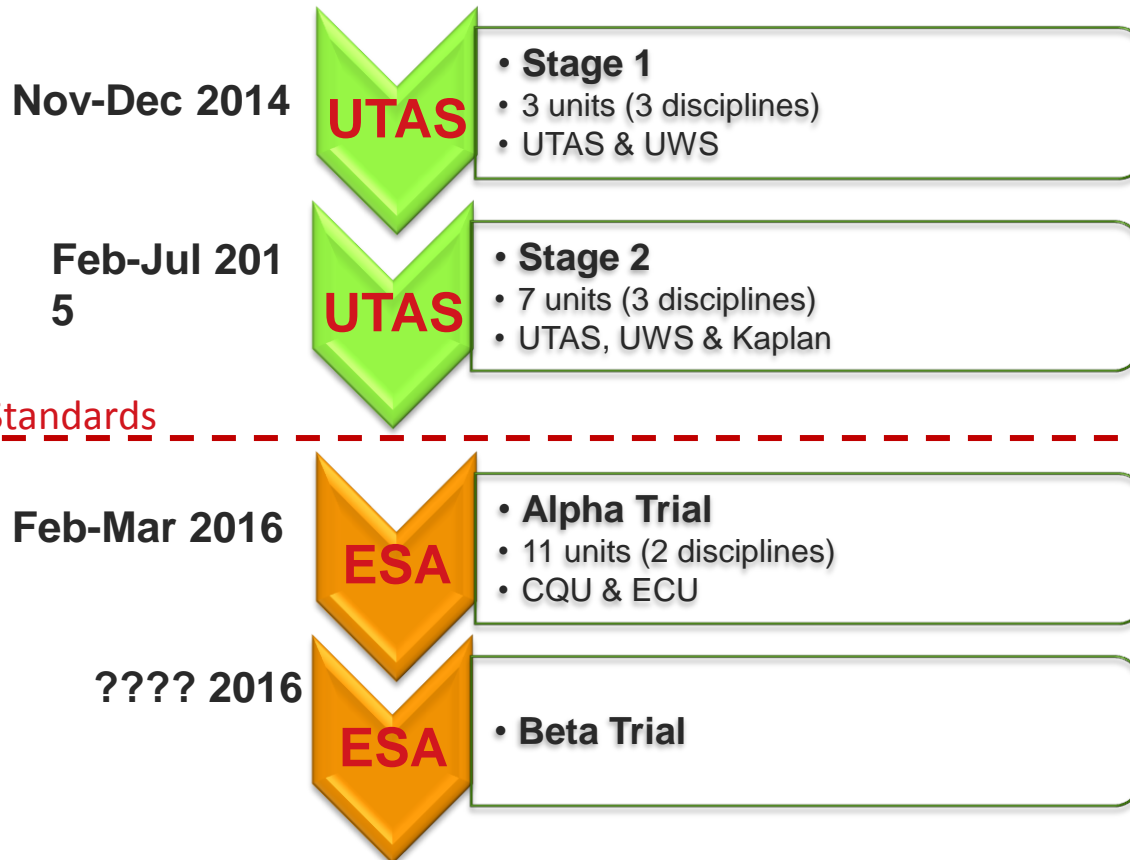 Nov-Dec 2014
UTAS
• Stage 1
• 3 units (3 disciplines)
• UTAS & UWS
Feb-Jul 201
5
UTAS
• Stage 2
• 7 units (3 disciplines)
• UTAS, UWS & Kaplan
Standards
Feb-Mar 2016
ESA
• Alpha Trial
• 11 units (2 disciplines)
• CQU & ECU
???? 2016
ESA
• Beta Trial